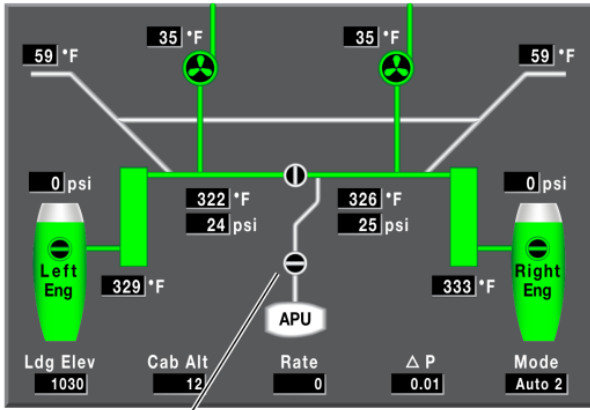 35 °F 35 °F
59 °F 59 °F
0 psi 322 °F 326 °F 0 psi
24 psi 25 psi
Left Eng Right Eng
329 °F 333 °F
APU
Ldg Elev Cab Alt Rate Δ P Mode
1030 12 0 0.01 Auto 2